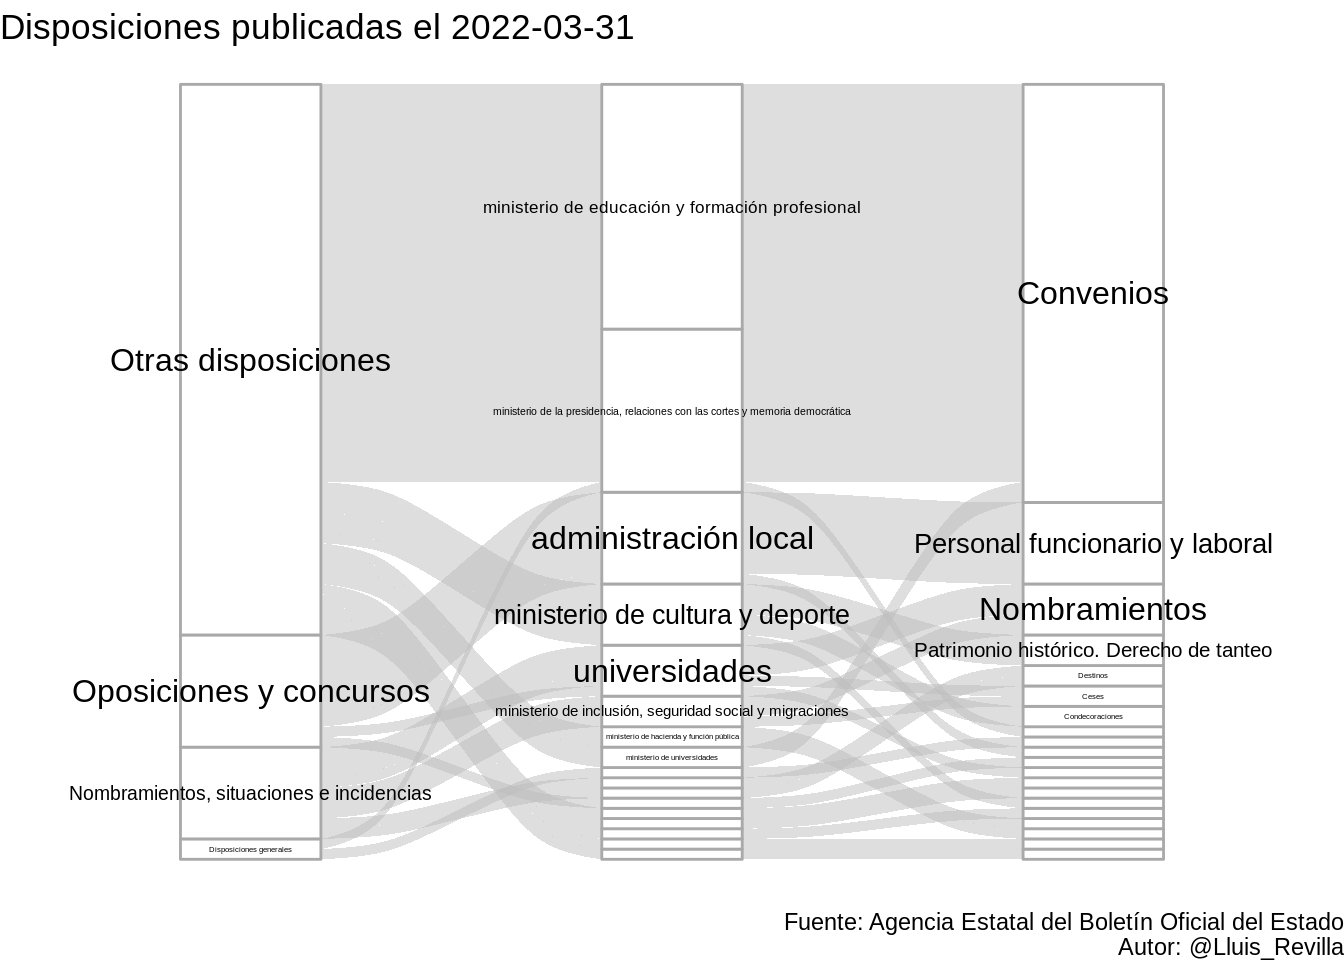 Disposiciones publicadas el 2022-03-31
Otras disposiciones
Oposiciones y concursos
Nombramientos, situaciones e incidencias
Disposiciones generales
ministerio de educación y formación profesional
ministerio de la presidencia, relaciones con las cortes y memoria democrática
administración local
ministerio de cultura y deporte
universidades
ministerio de inclusión, seguridad social y migraciones
ministerio de hacienda y función pública
ministerio de universidades
Convenios
Personal funcionario y laboral
Nombramientos
Patrimonio histórico. Derecho de tanteo
Destinos
Ceses
Condecoraciones
Fuente: Agencia Estatal del Boletín Oficial del Estado
Autor: @Lluis_Revilla